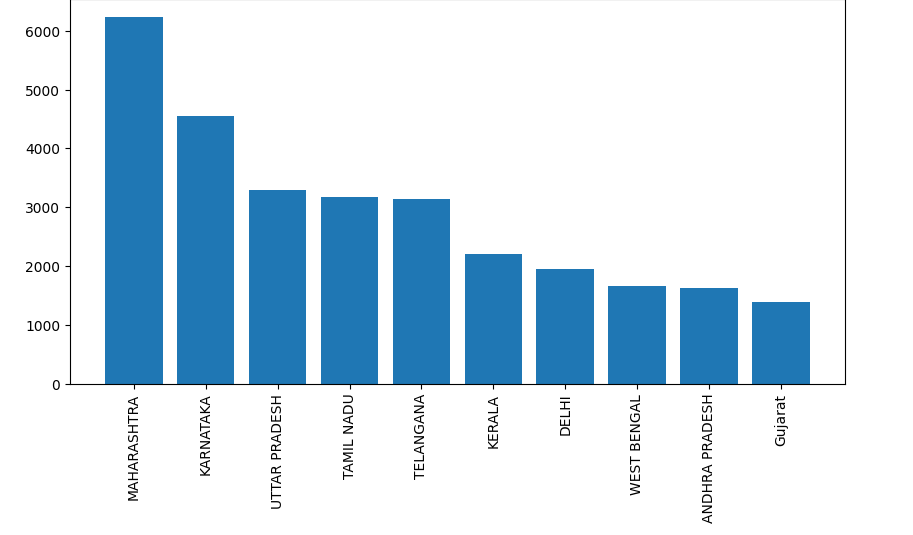 6000
5000
4000
3000
2000
1000
0
MAHARASHTRA
KARNATAKA
UTTAR PRADESH
TAMIL NADU
TELANGANA
KERALA
DELHI
WEST BENGAL
ANDHRA PRADESH
Gujarat